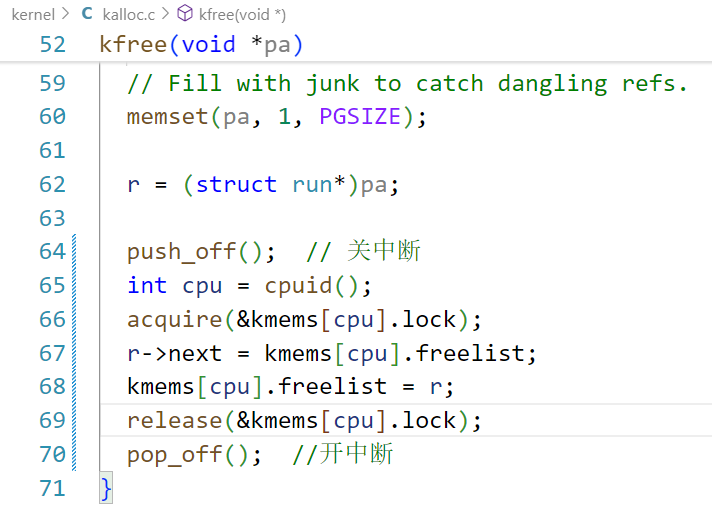 kernel > C kalloc.c > kfree(void *)
52 kfree(void *pa)
59 // Fill with junk to catch dangling refs.
60 memset(pa, 1, PGSIZE);
61
62 r = (struct run*)pa;
63
64 push_off();  // 关中断
65 int cpu = cpuid();
66 acquire(&kmems[cpu].lock);
67 r->next = kmems[cpu].freelist;
68 kmems[cpu].freelist = r;
69 release(&kmems[cpu].lock);
70 pop_off();  //开中断
71 }